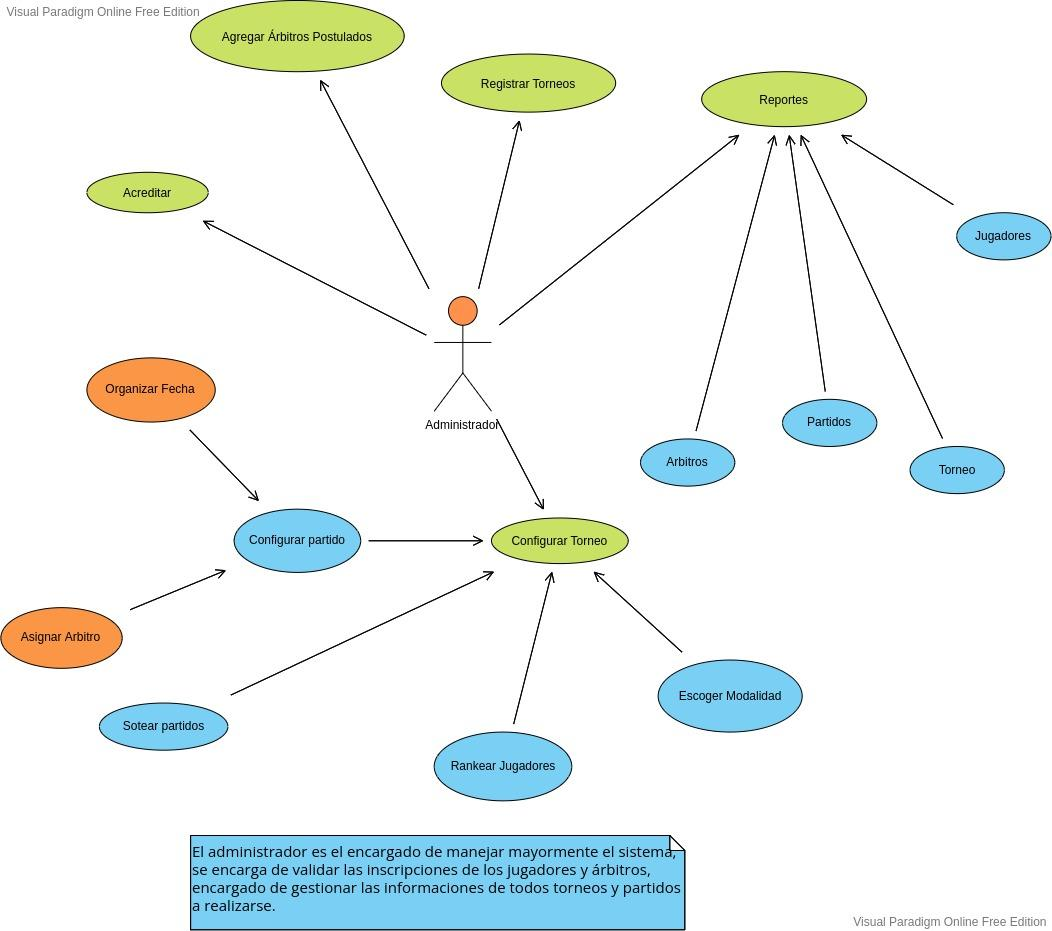 Visual Paradigm Online Free Edition
Agregar Árbitros Postulados
Registrar Torneos
Reportes
Acreditar
Jugadores
Administrador
Organizar Fecha
Partidos
Arbitros
Torneo
Configurar partido
Configurar Torneo
Asignar Arbitro
Escoger Modalidad
Sotear partidos
Rankear Jugadores
El administrador es el encargado de manejar mayormente el sistema,
se encarga de validar las inscripciones de los jugadores y árbitros,
encargado de gestionar las informaciones de todos torneos y partidos
a realizarse.
Visual Paradigm Online Free Edition